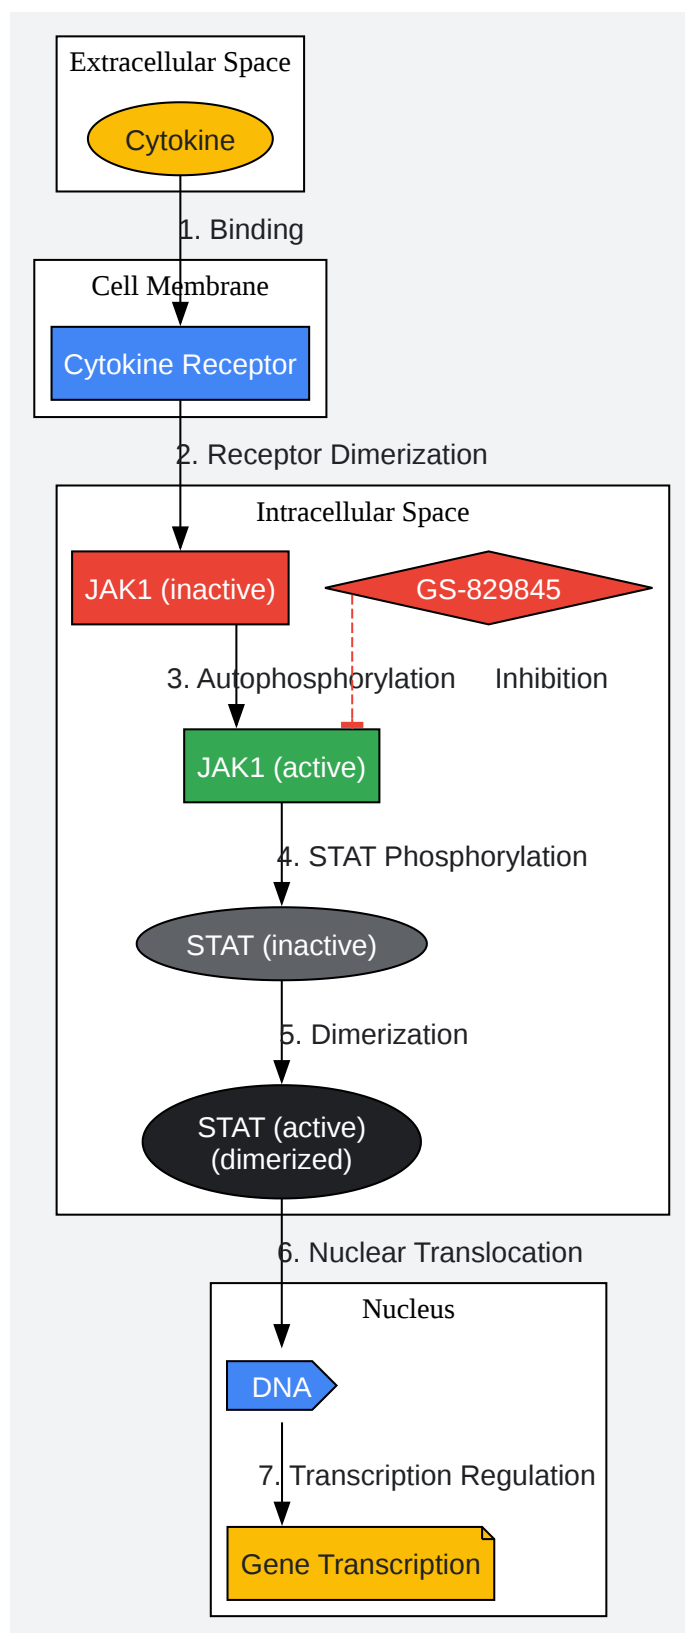 Extracellular Space
Cytokine
1. Binding
Cell Membrane
Cytokine Receptor
2. Receptor Dimerization
Intracellular Space
JAK1 (inactive)
GS-829845
3. Autophosphorylation
Inhibition
JAK1 (active)
4. STAT Phosphorylation
STAT (inactive)
5. Dimerization
STAT (active)
(dimerized)
6. Nuclear Translocation
Nucleus
DNA
7. Transcription Regulation
Gene Transcription